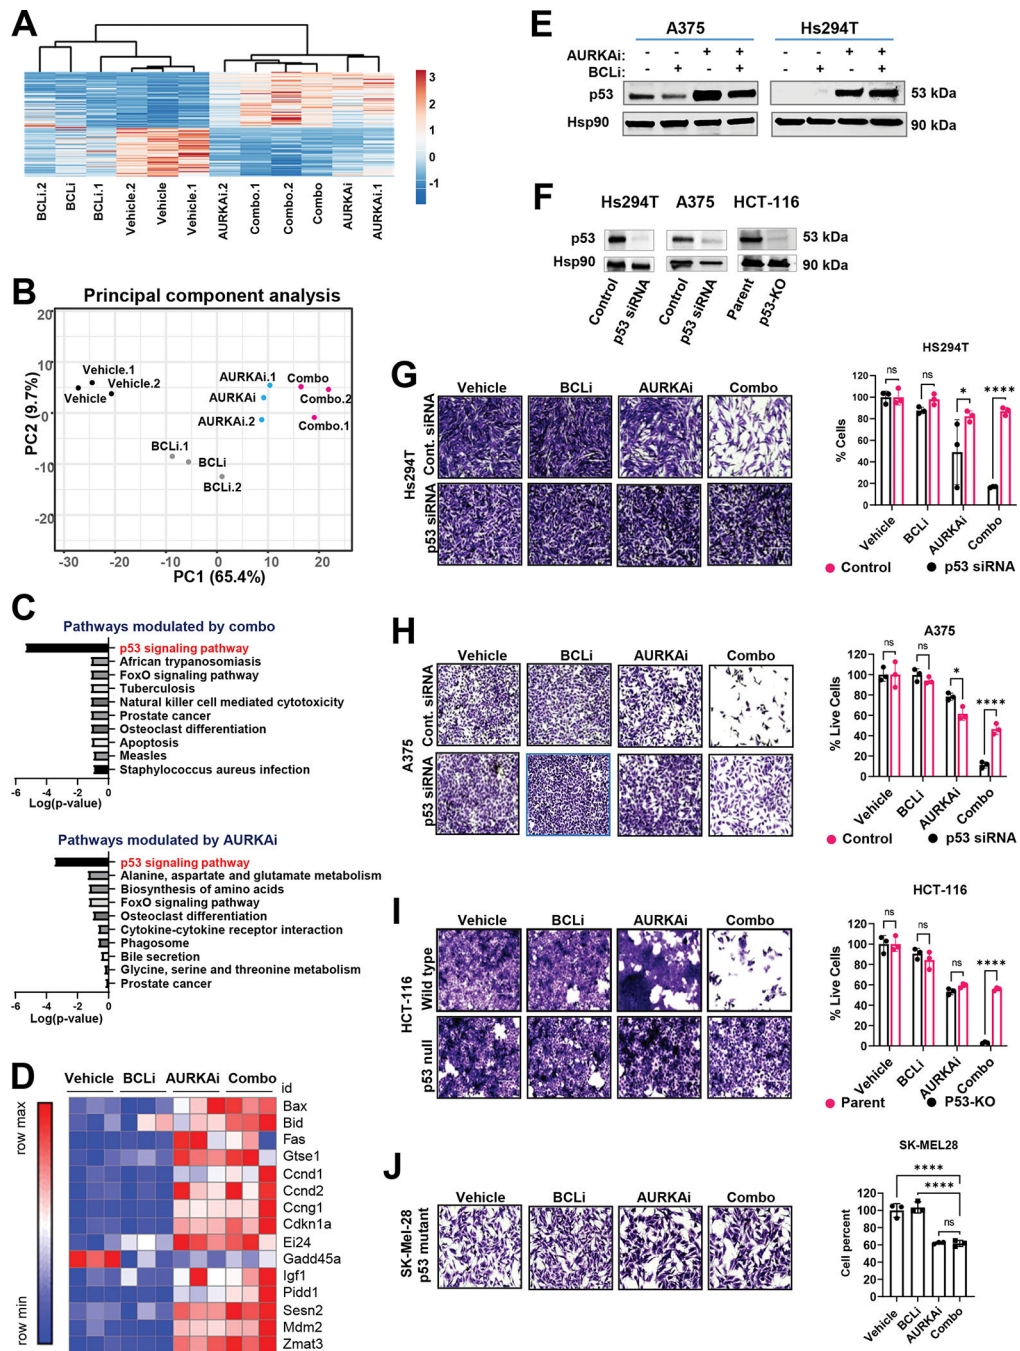 A
3
2
1
0
-1
BCLi.2
BCLi
BCLi.1
Vehicle.2
Vehicle
Vehicle.1
AURKAi.2
Combo.1
Combo.2
Combo
AURKAi
AURKAi.1
B
Principal component analysis
PC2 (9.7%)
20
10
0
-10
-20
Vehicle.1
Vehicle.2
Vehicle
AURKAi.1
AURKAi
AURKAi.2
Combo
Combo.2
Combo.1
BCLi.1
BCLi
BCLi.2
-30 -20 -10 0 10 20
PC1 (65.4%)
C
Pathways modulated by combo
p53 signaling pathway
African trypanosomiasis
FoxO signaling pathway
Tuberculosis
Natural killer cell mediated cytotoxicity
Prostate cancer
Osteoclast differentiation
Apoptosis
Measles
Staphylococcus aureus infection
-6 -4 -2 0
Log(p-value)
Pathways modulated by AURKAi
p53 signaling pathway
Alanine, aspartate and glutamate metabolism
Biosynthesis of amino acids
FoxO signaling pathway
Osteoclast differentiation
Cytokine-cytokine receptor interaction
Phagosome
Bile secretion
Glycine, serine and threonine metabolism
Prostate cancer
-6 -4 -2 0
Log(p-value)
D
Vehicle BCLi AURKAi Combo
id
row max
row min
Bax
Bid
Fas
Gtse1
Ccnd1
Ccnd2
Ccng1
Cdkn1a
Ei24
Gadd45a
Igf1
Pidd1
Sesn2
Mdm2
Zmat3
E
A375 Hs294T
AURKAi: - - + + - - + +
BCLi: - + - + - + - +
p53 53 kDa
Hsp90 90 kDa
F
Hs294T A375 HCT-116
p53 53 kDa
Hsp90 90 kDa
Control
p53 siRNA
Control
p53 siRNA
Parent
p53-KO
G
Vehicle BCLi AURKAi Combo
Hs294T
Cont. siRNA
p53 siRNA
HS294T
% Cells
120
100
80
60
40
20
0
ns ns * ****
Vehicle
BCLi
AURKAi
Combo
Control p53 siRNA
H
Vehicle BCLi AURKAi Combo
A375
Cont. siRNA
p53 siRNA
A375
% Live Cells
120
100
80
60
40
20
0
ns ns * ****
Vehicle
BCLi
AURKAi
Combo
Control p53 siRNA
I
Vehicle BCLi AURKAi Combo
HCT-116
Wild type
p53 null
HCT-116
% Live Cells
120
100
80
60
40
20
0
ns ns ns ****
Vehicle
BCLi
AURKAi
Combo
Parent P53-KO
J
Vehicle BCLi AURKAi Combo
SK-Mel-28
p53 mutant
SK-MEL28
Cell percent
120
100
80
60
40
20
0
****
****
ns
Vehicle
BCLi
AURKAi
Combo